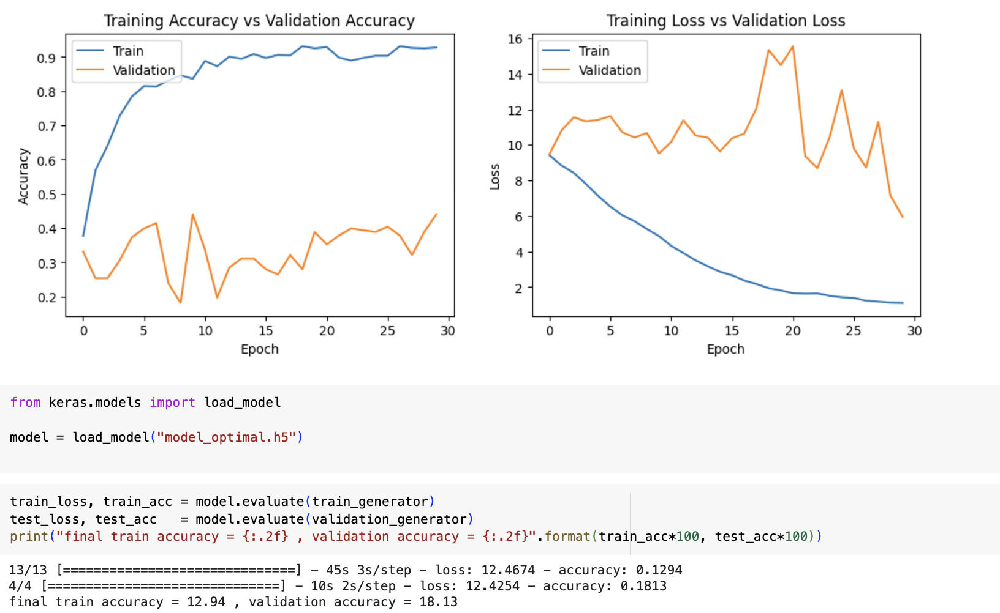 Training Accuracy vs Validation Accuracy
Train
Validation
0.9
0.8
0.7
0.6
0.5
0.4
0.3
0.2
Accuracy
0 5 10 15 20 25 30
Epoch
Training Loss vs Validation Loss
Train
Validation
16
14
12
10
8
6
4
2
Loss
0 5 10 15 20 25 30
Epoch
from keras.models import load_model
model = load_model("model_optimal.h5")
train_loss, train_acc = model.evaluate(train_generator)
test_loss, test_acc   = model.evaluate(validation_generator)
print("final train accuracy = {:.2f} , validation accuracy = {:.2f}".format(train_acc*100, test_acc*100))
13/13 [==============================] - 45s 3s/step - loss: 12.4674 - accuracy: 0.1294
4/4 [==============================] - 10s 2s/step - loss: 12.4254 - accuracy: 0.1813
final train accuracy = 12.94 , validation accuracy = 18.13